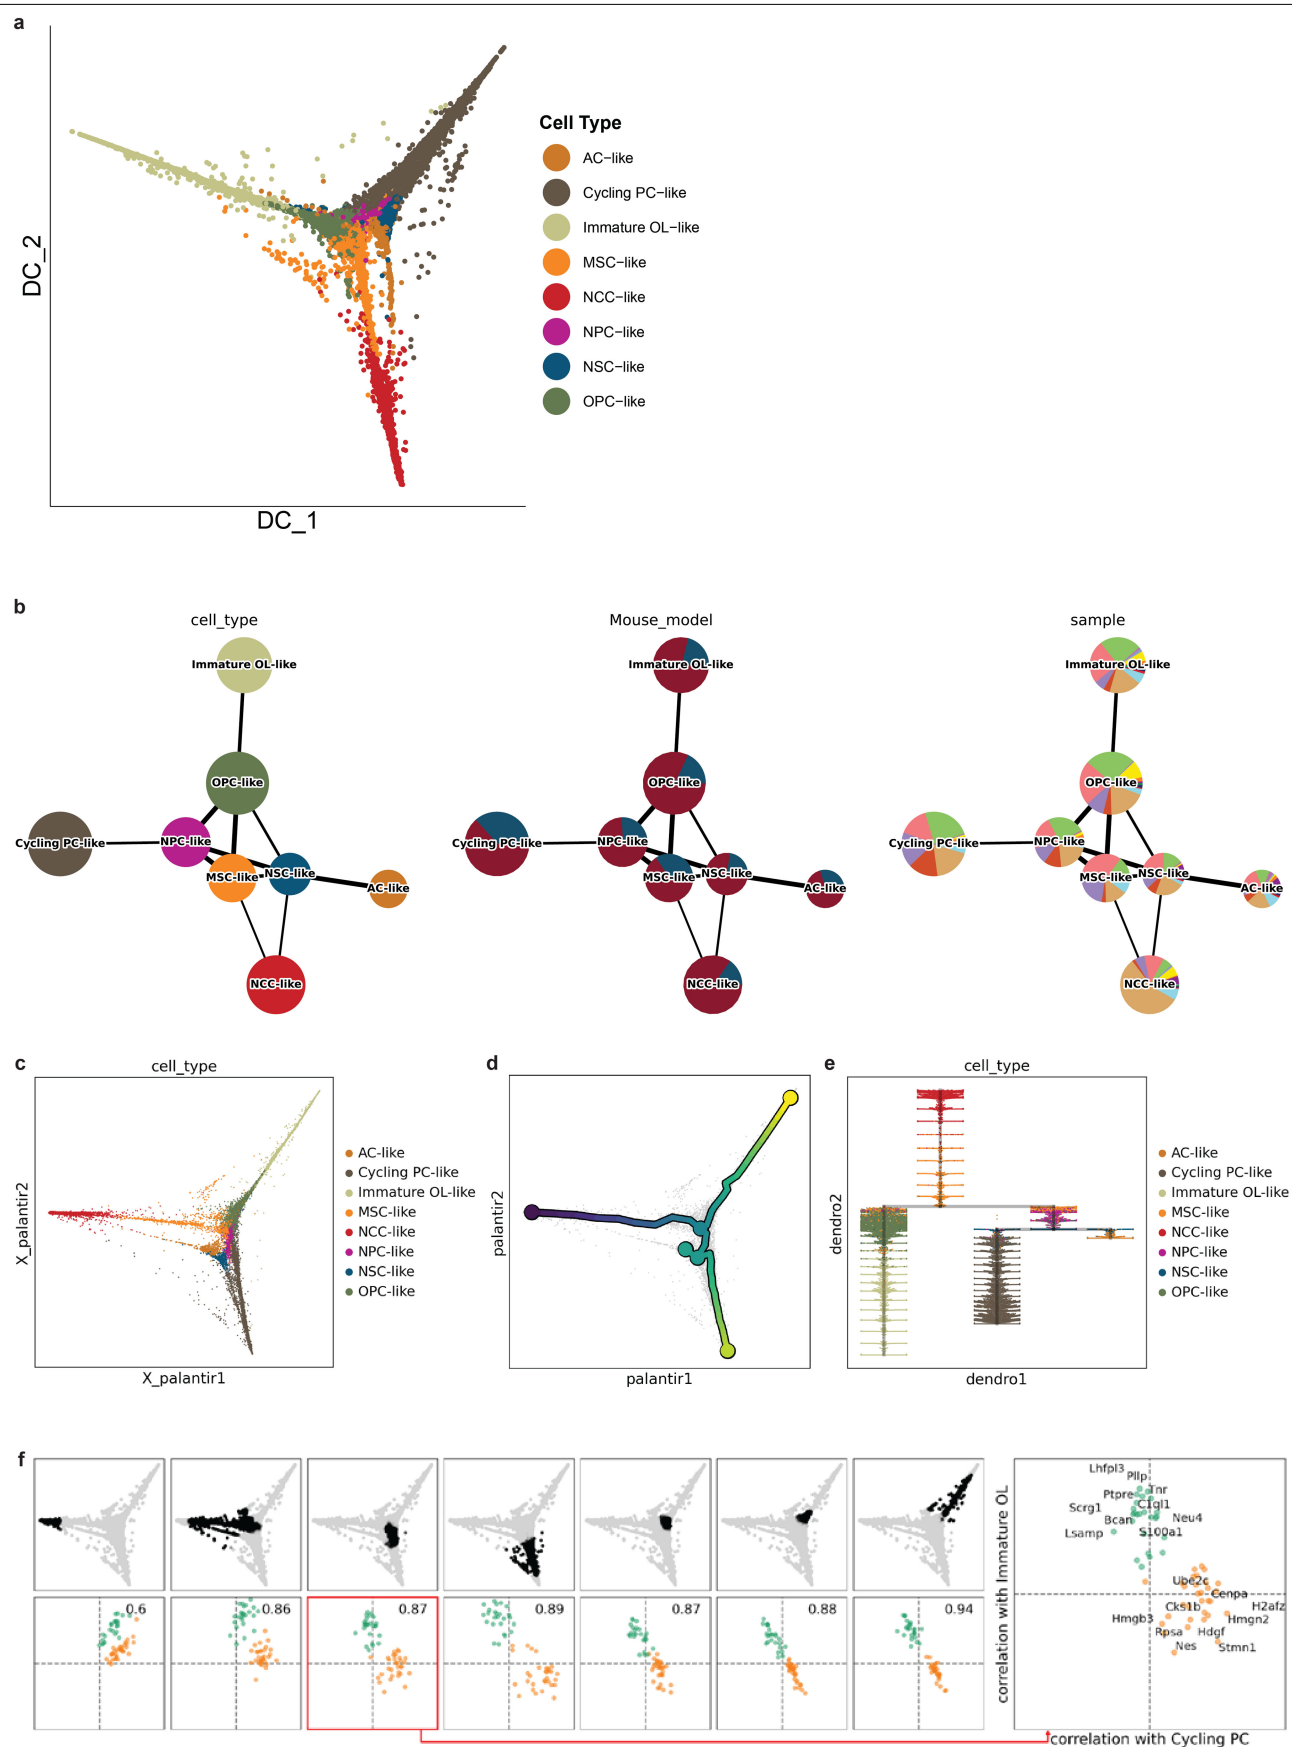 a
DC_2
DC_1
Cell Type
AC−like
Cycling PC−like
Immature OL−like
MSC−like
NCC−like
NPC−like
NSC−like
OPC−like
b
cell_type
Immature OL-like
OPC-like
Cycling PC-like
NPC-like
MSC-like
NSC-like
AC-like
NCC-like
Mouse_model
Immature OL-like
OPC-like
Cycling PC-like
NPC-like
MSC-like
NSC-like
AC-like
NCC-like
sample
Immature OL-like
OPC-like
Cycling PC-like
NPC-like
MSC-like
NSC-like
AC-like
NCC-like
c
cell_type
X_palantir2
X_palantir1
AC-like
Cycling PC-like
Immature OL-like
MSC-like
NCC-like
NPC-like
NSC-like
OPC-like
d
palantir2
palantir1
e
cell_type
dendro2
dendro1
AC-like
Cycling PC-like
Immature OL-like
MSC-like
NCC-like
NPC-like
NSC-like
OPC-like
f
0.6
0.86
0.87
0.89
0.87
0.88
0.94
correlation with Immature OL
Lhfpl3
Pllp
Ptpre
Tnr
Scrg1
C1ql1
Bcan
Neu4
Lsamp
S100a1
Ube2c
Cenpa
Cks1b
H2afz
Hmgb3
Hmgn2
Rpsa
Hdgf
Nes
Stmn1
correlation with Cycling PC